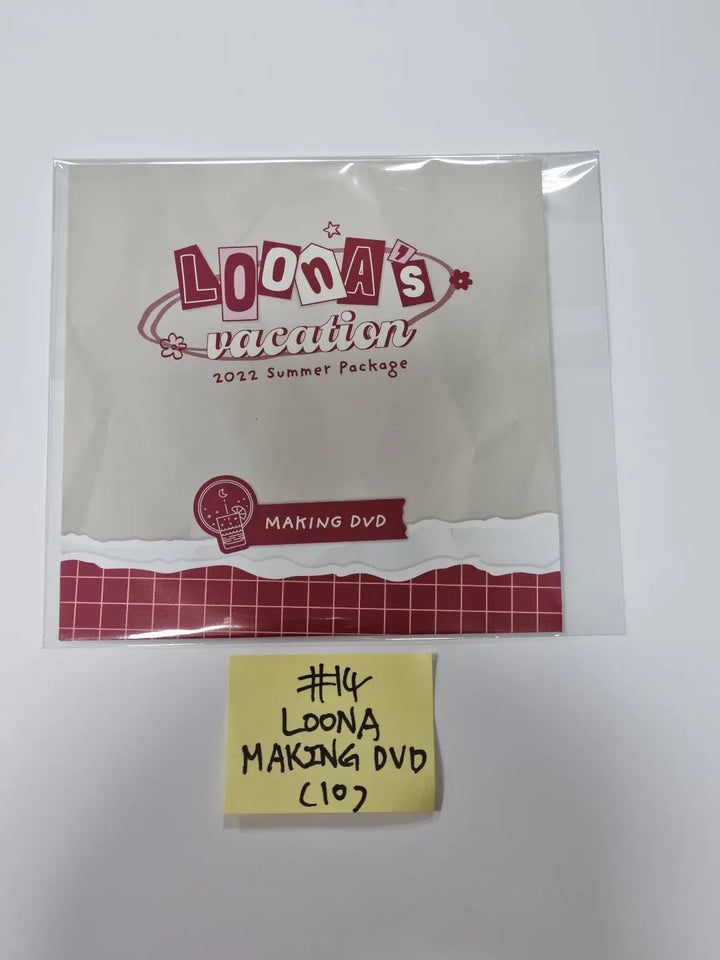 LOOnA's
vacation
2022 Summer Package
MAKING DVD
#14
LOONA
MAKING DVD
(10)